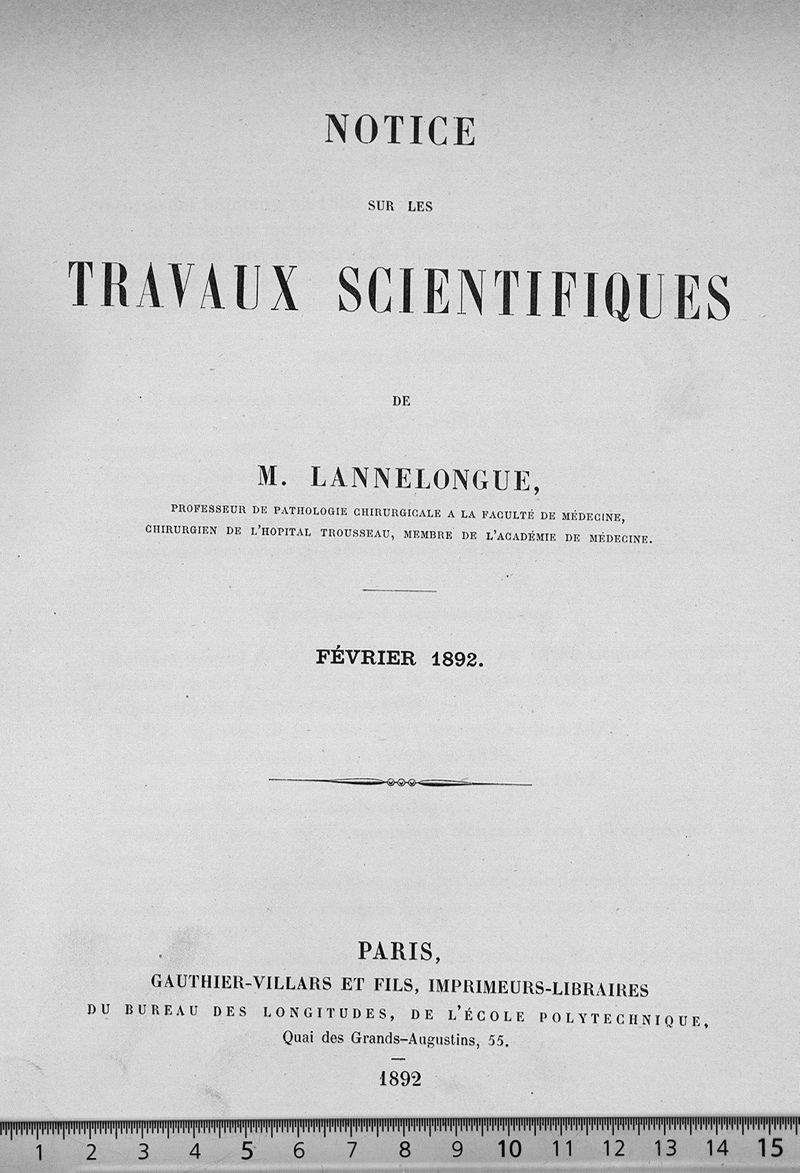 NOTICE
SUR LES
TRAVAUX SCIENTIFIQUES
DE
M. LANNELONGUE,
PROFESSEUR DE PATHOLOGIE CHIRURGICALE A LA FACULTÉ DE MÉDECINE,
CHIRURGIEN DE L'HOPITAL TROUSSEAU, MEMBRE DE L'ACADÉMIE DE MÉDECINE.
FÉVRIER 1892.
PARIS,
GAUTHIER-VILLARS ET FILS, IMPRIMEURS-LIBRAIRES
DU BUREAU DES LONGITUDES, DE L'ÉCOLE POLYTECHNIQUE,
Quai des Grands-Augustins, 55.
1892
1 2 3 4 5 6 7 8 9 10 11 12 13 14 15